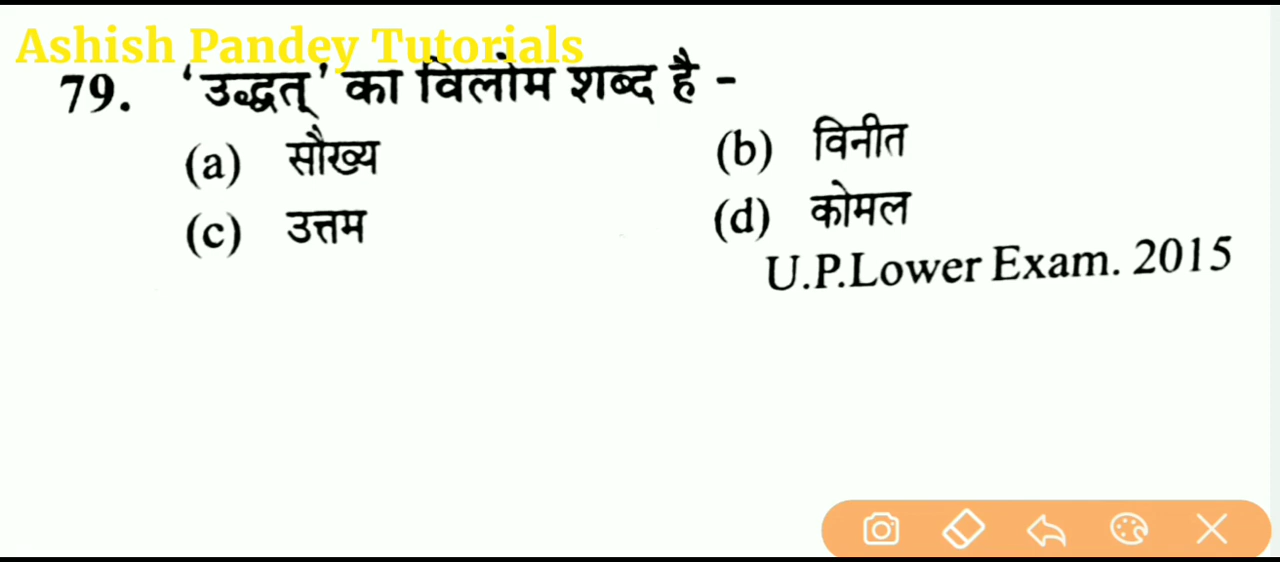 Ashish Pandey Tutorials
79. 'उद्धत्' का विलोम शब्द है -
(a) सौख्य (b) विनीत
(c) उत्तम (d) कोमल
U.P.Lower Exam. 2015